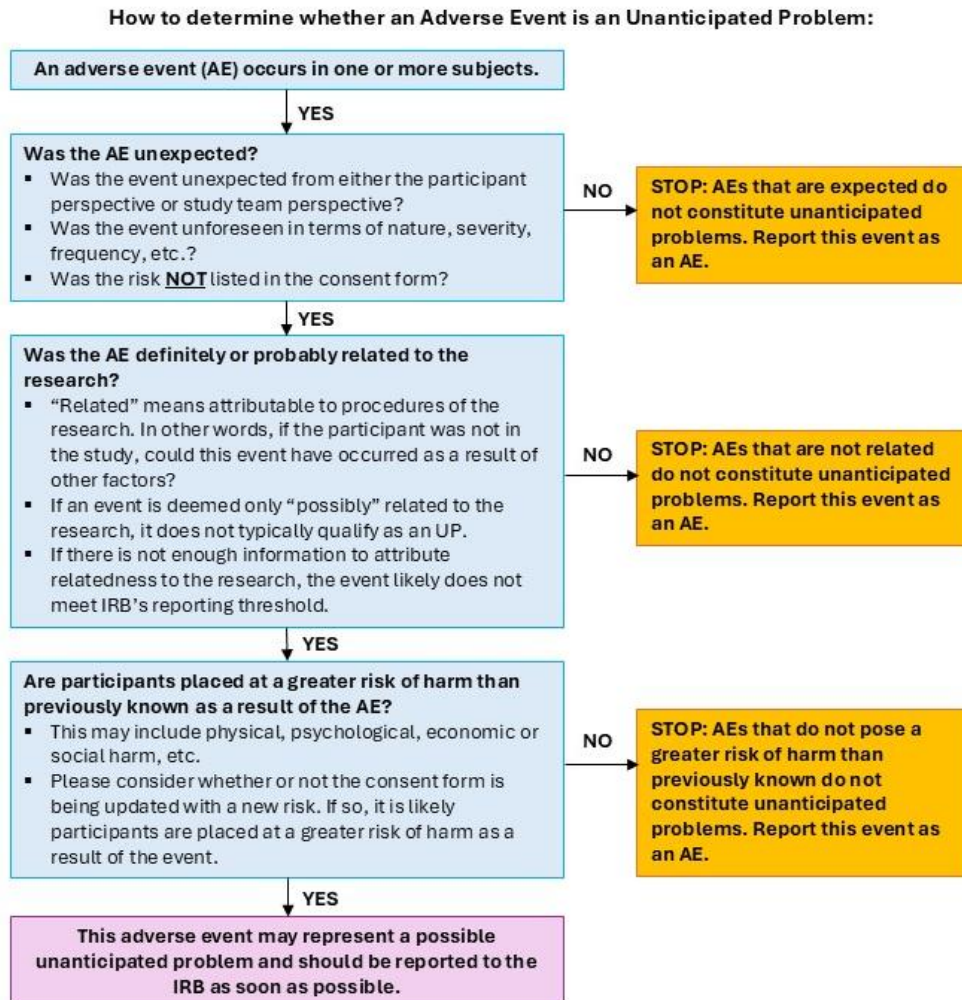 How to determine whether an Adverse Event is an Unanticipated Problem:
An adverse event (AE) occurs in one or more subjects.
YES
Was the AE unexpected?
▪ Was the event unexpected from either the participant
perspective or study team perspective?
▪ Was the event unforeseen in terms of nature, severity,
frequency, etc.?
▪ Was the risk NOT listed in the consent form?
NO
STOP: AEs that are expected do
not constitute unanticipated
problems. Report this event as
an AE.
YES
Was the AE definitely or probably related to the
research?
▪ “Related” means attributable to procedures of the
research. In other words, if the participant was not in
the study, could this event have occurred as a result of
other factors?
▪ If an event is deemed only “possibly” related to the
research, it does not typically qualify as an UP.
▪ If there is not enough information to attribute
relatedness to the research, the event likely does not
meet IRB’s reporting threshold.
NO
STOP: AEs that are not related
do not constitute unanticipated
problems. Report this event as
an AE.
YES
Are participants placed at a greater risk of harm than
previously known as a result of the AE?
▪ This may include physical, psychological, economic or
social harm, etc.
▪ Please consider whether or not the consent form is
being updated with a new risk. If so, it is likely
participants are placed at a greater risk of harm as a
result of the event.
NO
STOP: AEs that do not pose a
greater risk of harm than
previously known do not
constitute unanticipated
problems. Report this event as
an AE.
YES
This adverse event may represent a possible
unanticipated problem and should be reported to the
IRB as soon as possible.